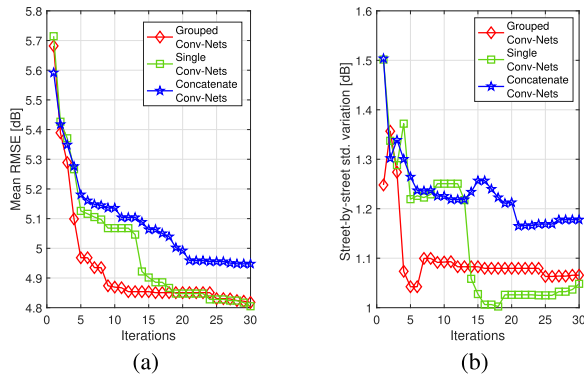 5.8
5.7
5.6
5.5
5.4
5.3
5.2
5.1
5
4.9
4.8
Mean RMSE [dB]
0 5 10 15 20 25 30
Iterations
Grouped
Conv-Nets
Single
Conv-Nets
Concatenate
Conv-Nets
(a)
1.6
1.5
1.4
1.3
1.2
1.1
1
Street-by-street std. variation [dB]
0 5 10 15 20 25 30
Iterations
Grouped
Conv-Nets
Single
Conv-Nets
Concatenate
Conv-Nets
(b)